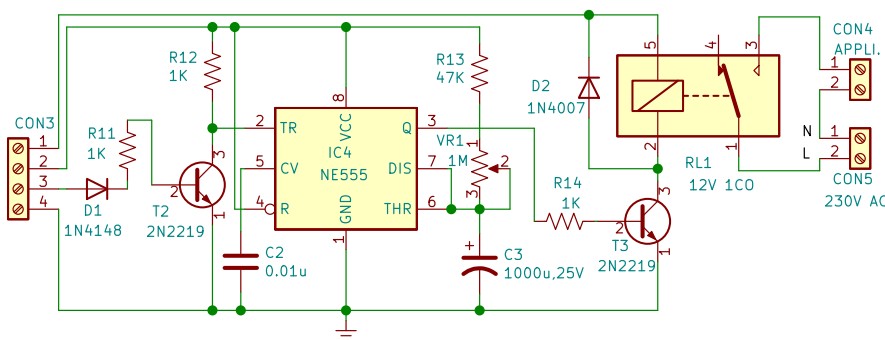 CON3
1
2
3
4
D1
1N4148
R11
1K
R12
1K
T2
2N2219
2
3
1
C2
0.01u
2
TR
5
CV
4
R
8
VCC
IC4
NE555
GND
1
Q
3
DIS
7
THR
6
R13
47K
VR1
1M
1
2
3
+
C3
1000u,25V
R14
1K
D2
1N4007
T3
2N2219
2
3
1
5
4
3
2
1
RL1
12V 1CO
CON4
APPLI.
1
2
N
L
1
2
CON5
230V AC